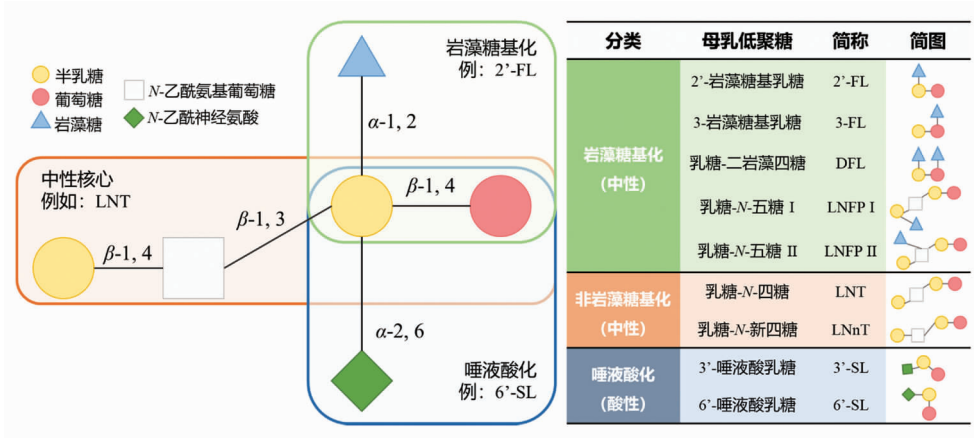 半乳糖
葡萄糖
岩藻糖
N-乙酰氨基葡萄糖
N-乙酰神经氨酸
岩藻糖基化
例：2’-FL
α-1, 2
中性核心
例如：LNT
β-1, 4
β-1, 3
β-1, 4
α-2, 6
唾液酸化
例：6’-SL
分类 母乳低聚糖 简称 简图
岩藻糖基化
(中性)
2’-岩藻糖基乳糖 2’-FL
3-岩藻糖基乳糖 3-FL
乳糖-二岩藻四糖 DFL
乳糖-N-五糖 I LNFP I
乳糖-N-五糖 II LNFP II
非岩藻糖基化
(中性)
乳糖-N-四糖 LNT
乳糖-N-新四糖 LNnT
唾液酸化
(酸性)
3’-唾液酸乳糖 3’-SL
6’-唾液酸乳糖 6’-SL